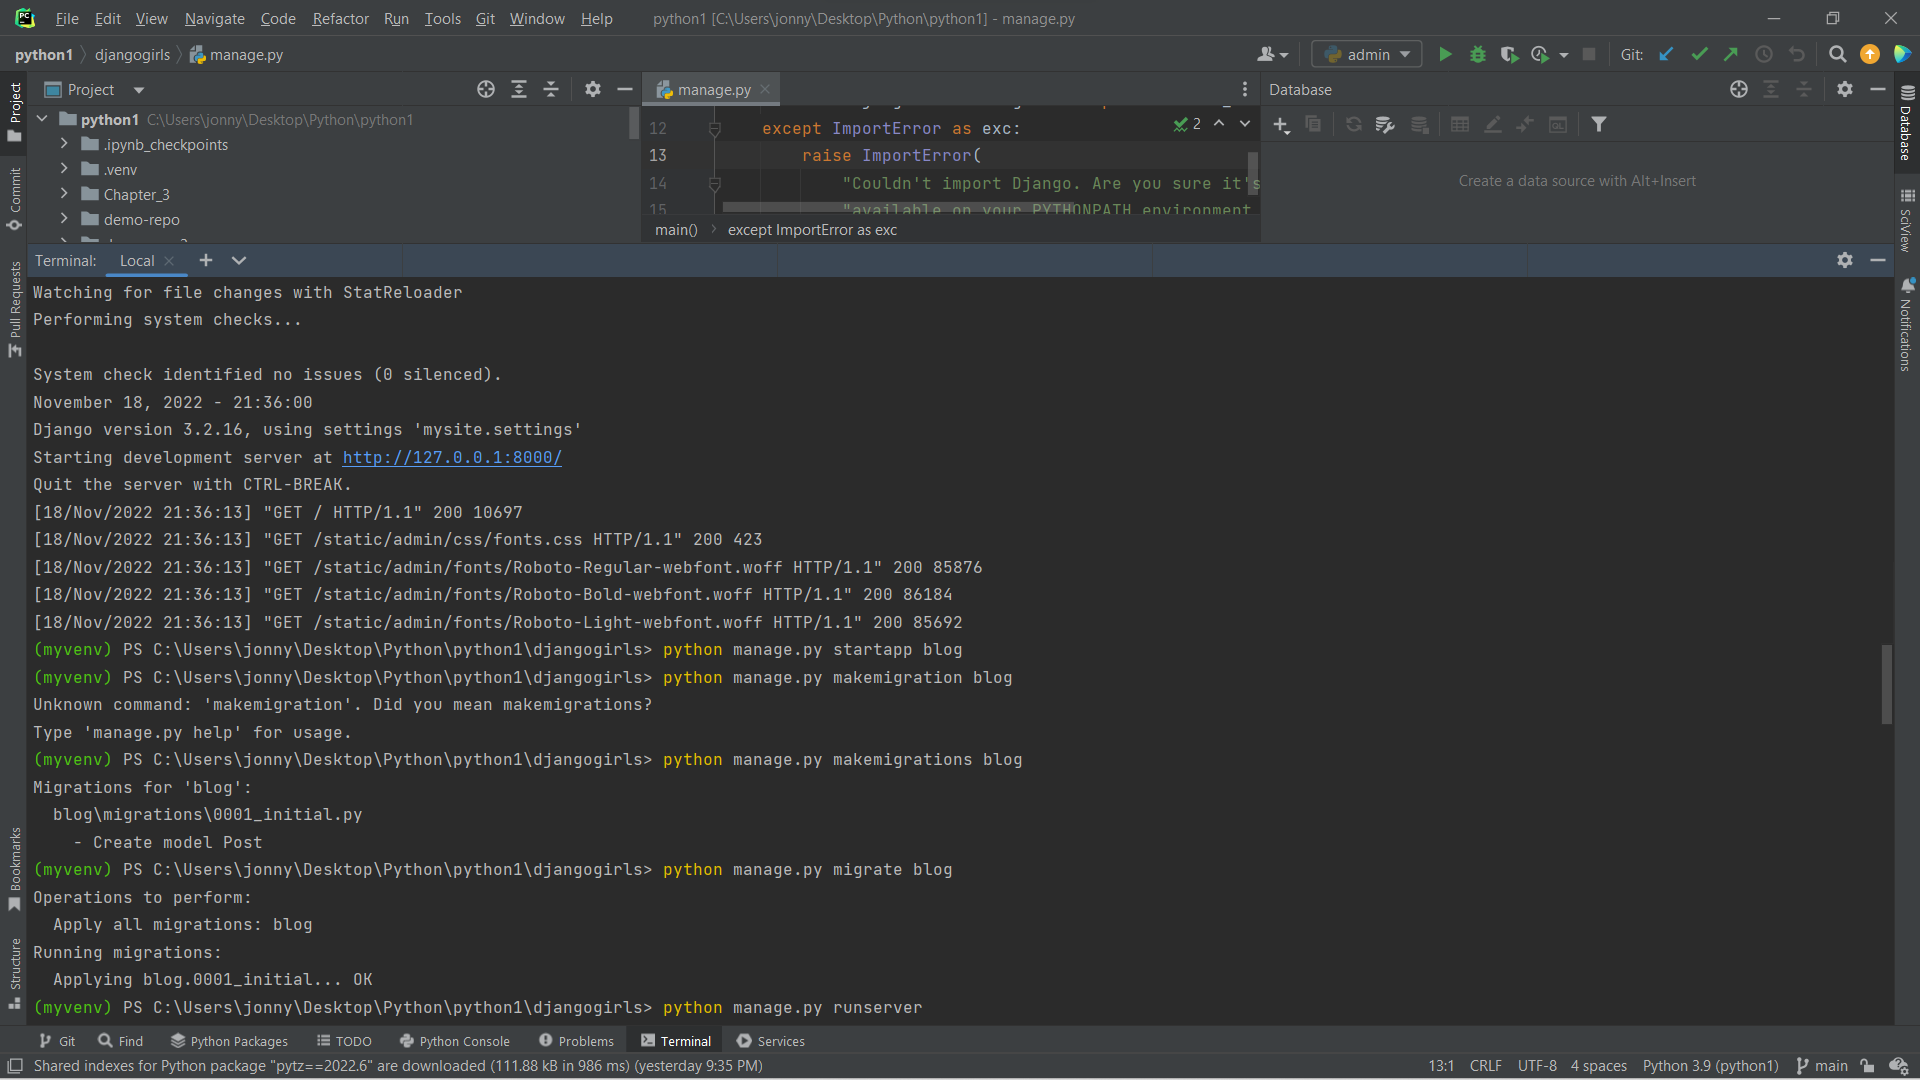 File Edit View Navigate Code Refactor Run Tools Git Window Help python1 [C:\Users\jonny\Desktop\Python\python1] - manage.py
python1 djangogirls manage.py admin Git:
Project
manage.py
Database
python1 C:\Users\jonny\Desktop\Python\python1
.ipynb_checkpoints
.venv
Chapter_3
demo-repo
12 except ImportError as exc:
2
13 raise ImportError(
14 "Couldn't import Django. Are you sure it's
15 "available on your PYTHONPATH environment
main() except ImportError as exc
Create a data source with Alt+Insert
Project
Commit
Pull Requests
Bookmarks
Structure
Database
SciView
Notifications
Terminal: Local
Watching for file changes with StatReloader
Performing system checks...
System check identified no issues (0 silenced).
November 18, 2022 - 21:36:00
Django version 3.2.16, using settings 'mysite.settings'
Starting development server at http://127.0.0.1:8000/
Quit the server with CTRL-BREAK.
[18/Nov/2022 21:36:13] "GET / HTTP/1.1" 200 10697
[18/Nov/2022 21:36:13] "GET /static/admin/css/fonts.css HTTP/1.1" 200 423
[18/Nov/2022 21:36:13] "GET /static/admin/fonts/Roboto-Regular-webfont.woff HTTP/1.1" 200 85876
[18/Nov/2022 21:36:13] "GET /static/admin/fonts/Roboto-Bold-webfont.woff HTTP/1.1" 200 86184
[18/Nov/2022 21:36:13] "GET /static/admin/fonts/Roboto-Light-webfont.woff HTTP/1.1" 200 85692
(myvenv) PS C:\Users\jonny\Desktop\Python\python1\djangogirls> python manage.py startapp blog
(myvenv) PS C:\Users\jonny\Desktop\Python\python1\djangogirls> python manage.py makemigration blog
Unknown command: 'makemigration'. Did you mean makemigrations?
Type 'manage.py help' for usage.
(myvenv) PS C:\Users\jonny\Desktop\Python\python1\djangogirls> python manage.py makemigrations blog
Migrations for 'blog':
blog\migrations\0001_initial.py
- Create model Post
(myvenv) PS C:\Users\jonny\Desktop\Python\python1\djangogirls> python manage.py migrate blog
Operations to perform:
Apply all migrations: blog
Running migrations:
Applying blog.0001_initial... OK
(myvenv) PS C:\Users\jonny\Desktop\Python\python1\djangogirls> python manage.py runserver
Git Find Python Packages TODO Python Console Problems Terminal Services
Shared indexes for Python package "pytz==2022.6" are downloaded (111.88 kB in 986 ms) (yesterday 9:35 PM) 13:1 CRLF UTF-8 4 spaces Python 3.9 (python1) main